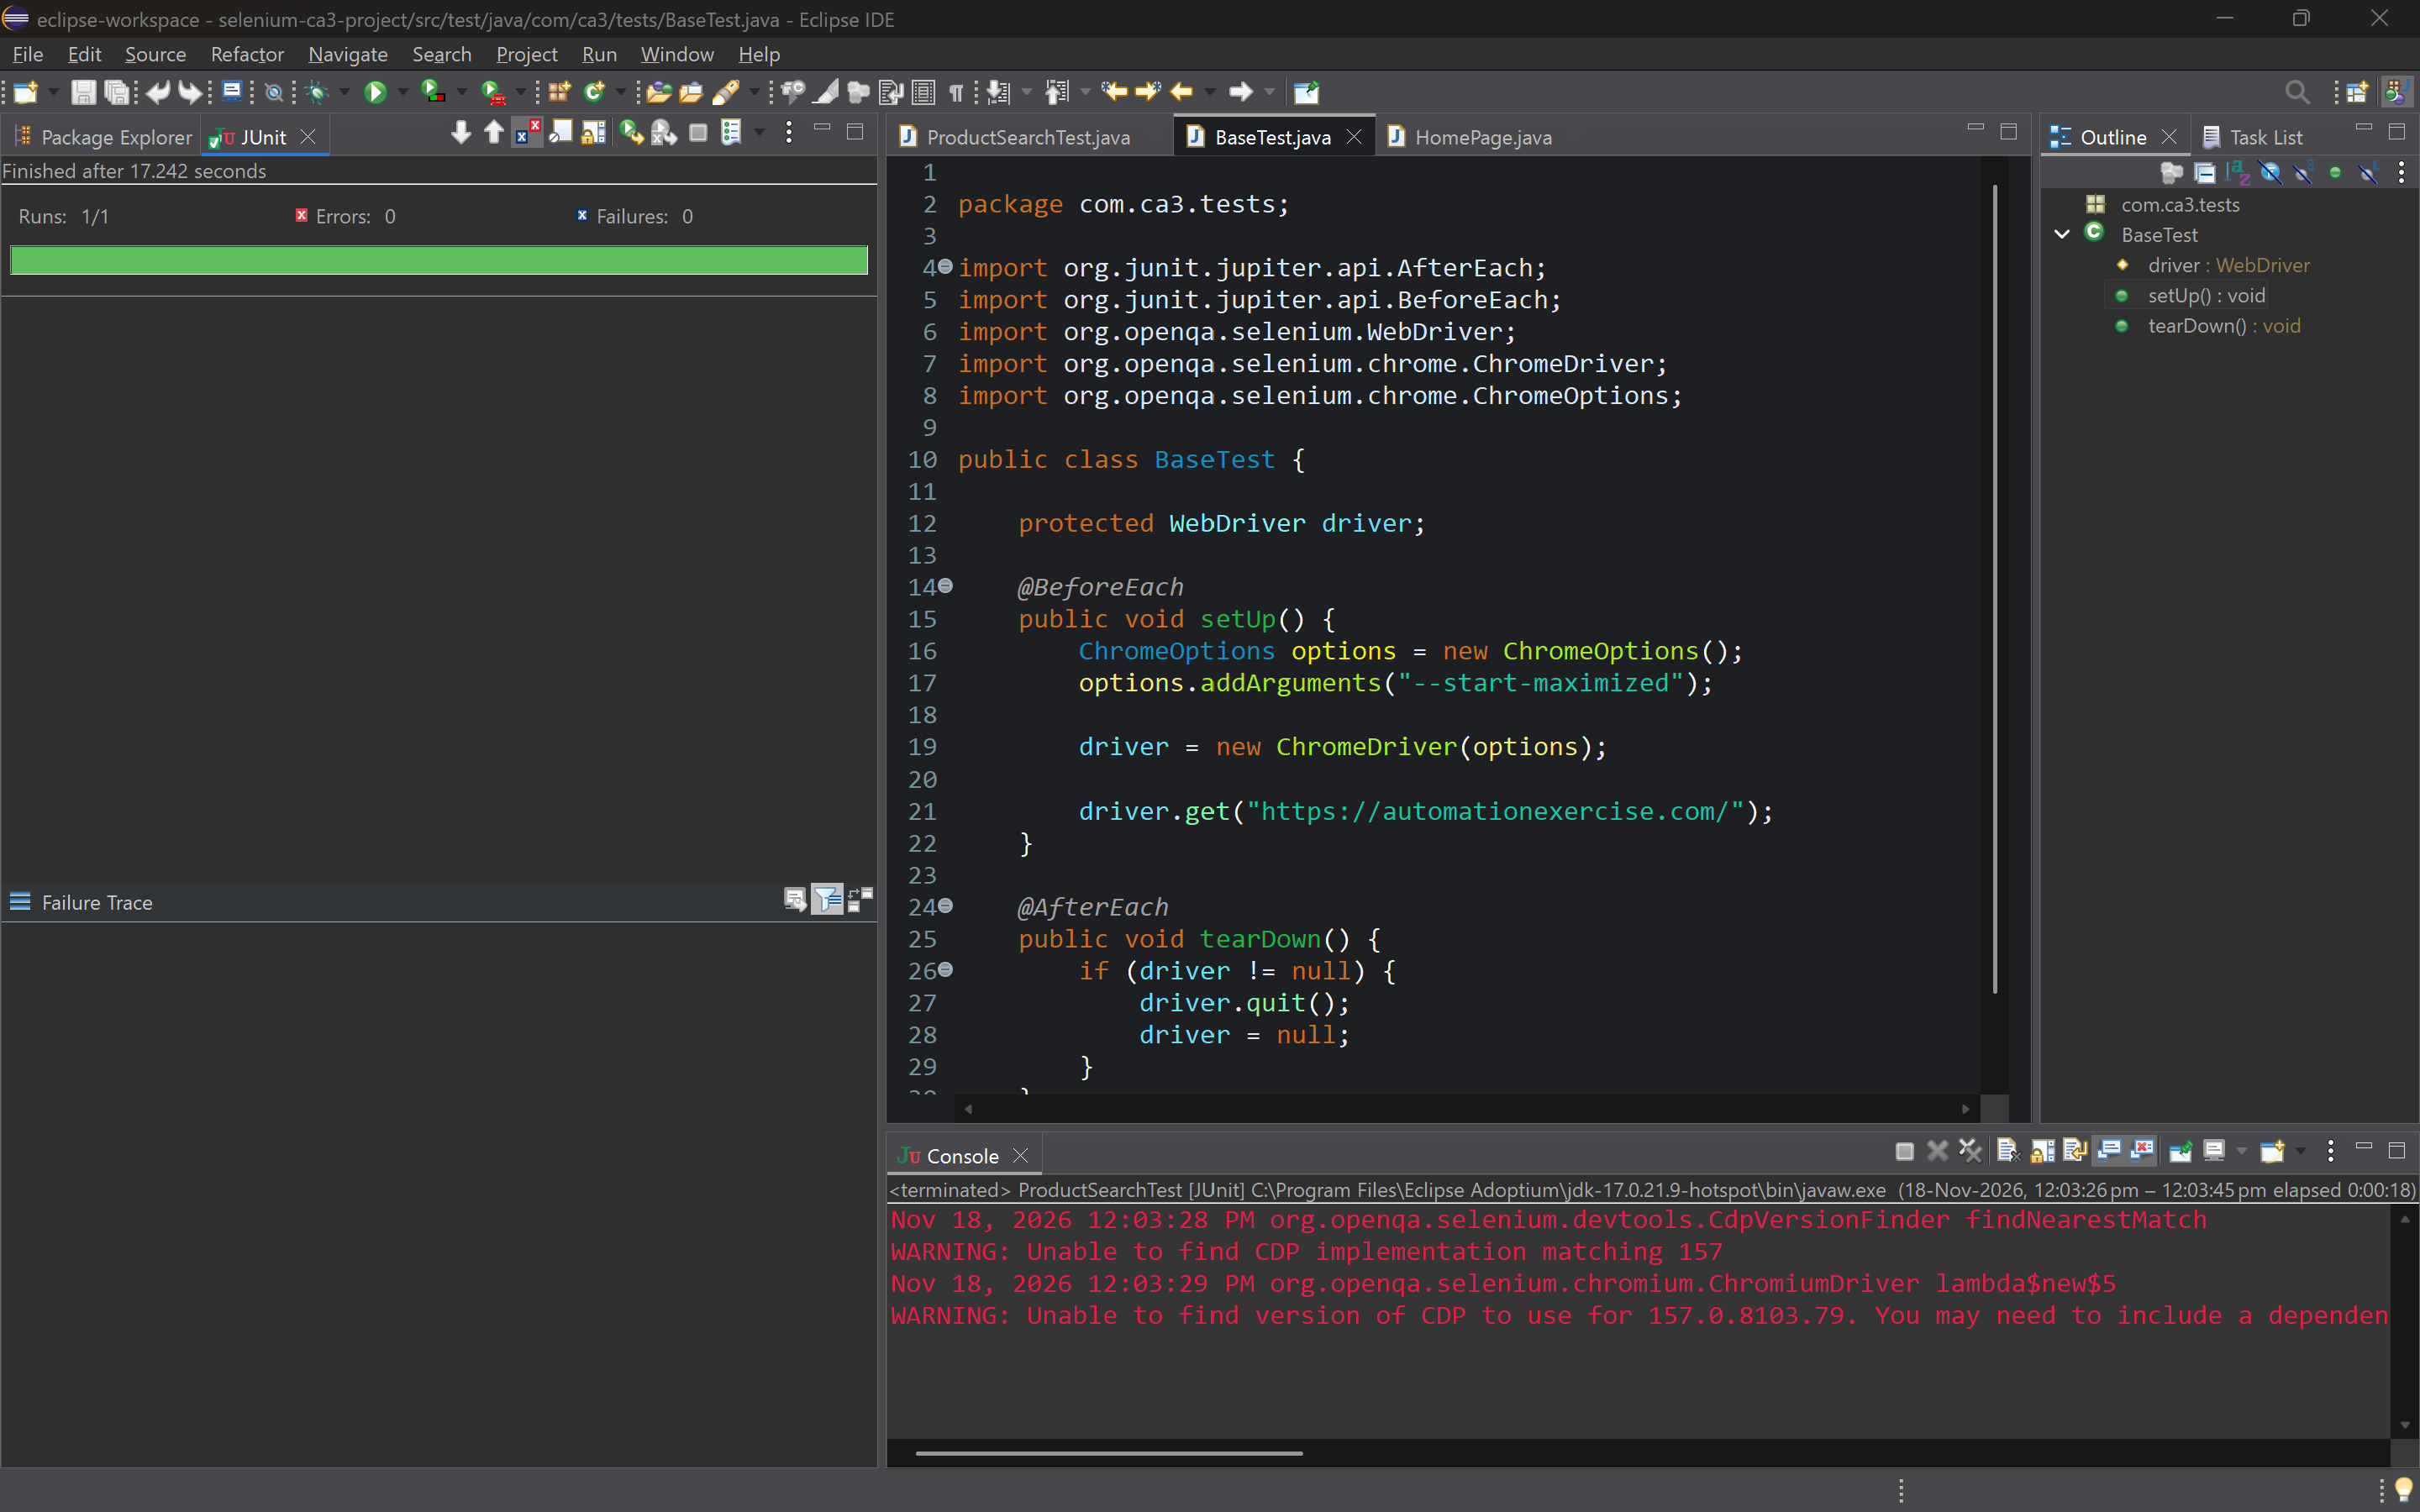 eclipse-workspace - selenium-ca3-project/src/test/java/com/ca3/tests/BaseTest.java - Eclipse IDE
File Edit Source Refactor Navigate Search Project Run Window Help
Package Explorer JUnit
Finished after 17.242 seconds
Runs: 1/1 Errors: 0 Failures: 0
Failure Trace
ProductSearchTest.java BaseTest.java HomePage.java
1
2 package com.ca3.tests;
3
4 import org.junit.jupiter.api.AfterEach;
5 import org.junit.jupiter.api.BeforeEach;
6 import org.openqa.selenium.WebDriver;
7 import org.openqa.selenium.chrome.ChromeDriver;
8 import org.openqa.selenium.chrome.ChromeOptions;
9
10 public class BaseTest {
11
12 protected WebDriver driver;
13
14 @BeforeEach
15 public void setUp() {
16 ChromeOptions options = new ChromeOptions();
17 options.addArguments("--start-maximized");
18
19 driver = new ChromeDriver(options);
20
21 driver.get("https://automationexercise.com/");
22 }
23
24 @AfterEach
25 public void tearDown() {
26 if (driver != null) {
27 driver.quit();
28 driver = null;
29 }
Outline Task List
com.ca3.tests
BaseTest
driver : WebDriver
setUp() : void
tearDown() : void
Console
<terminated> ProductSearchTest [JUnit] C:\Program Files\Eclipse Adoptium\jdk-17.0.21.9-hotspot\bin\javaw.exe (18-Nov-2026, 12:03:26 pm – 12:03:45 pm elapsed 0:00:18)
Nov 18, 2026 12:03:28 PM org.openqa.selenium.devtools.CdpVersionFinder findNearestMatch
WARNING: Unable to find CDP implementation matching 157
Nov 18, 2026 12:03:29 PM org.openqa.selenium.chromium.ChromiumDriver lambda$new$5
WARNING: Unable to find version of CDP to use for 157.0.8103.79. You may need to include a dependen